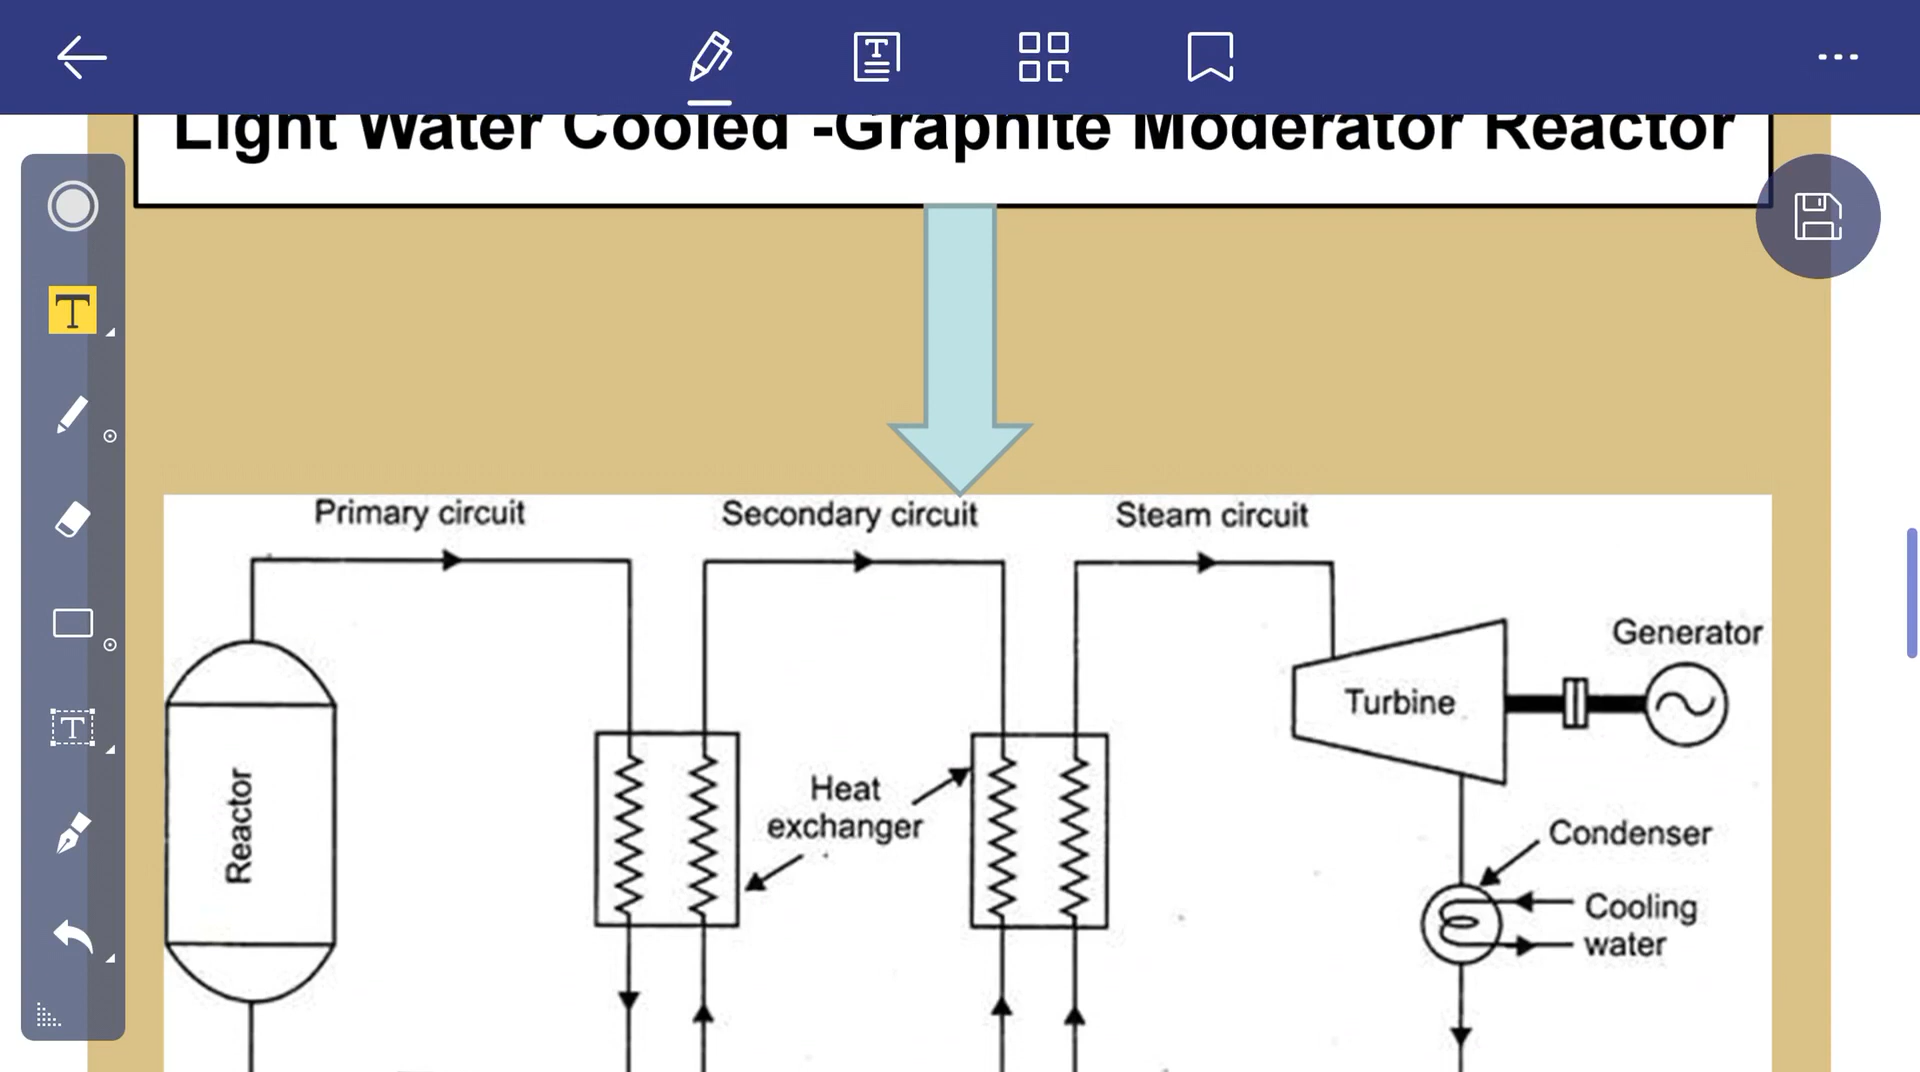 Light Water Cooled -Graphite Moderator Reactor
Primary circuit
Secondary circuit
Steam circuit
Generator
Turbine
Reactor
Heat
exchanger
Condenser
Cooling
water